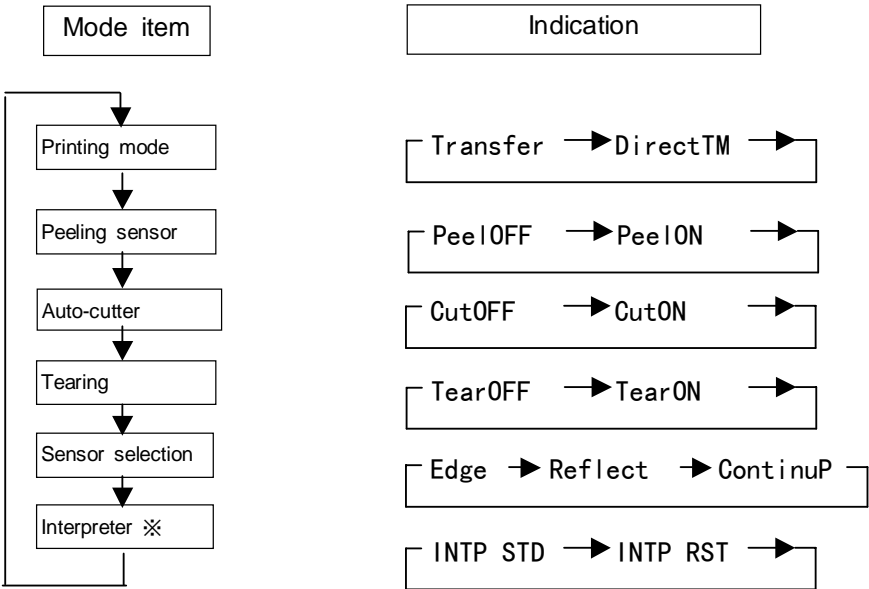 Mode item
Indication
Printing mode
Transfer DirectTM
Peeling sensor
PeelOFF PeelON
Auto-cutter
CutOFF CutON
Tearing
TearOFF TearON
Sensor selection
Edge Reflect ContinuP
Interpreter ※
INTP STD INTP RST